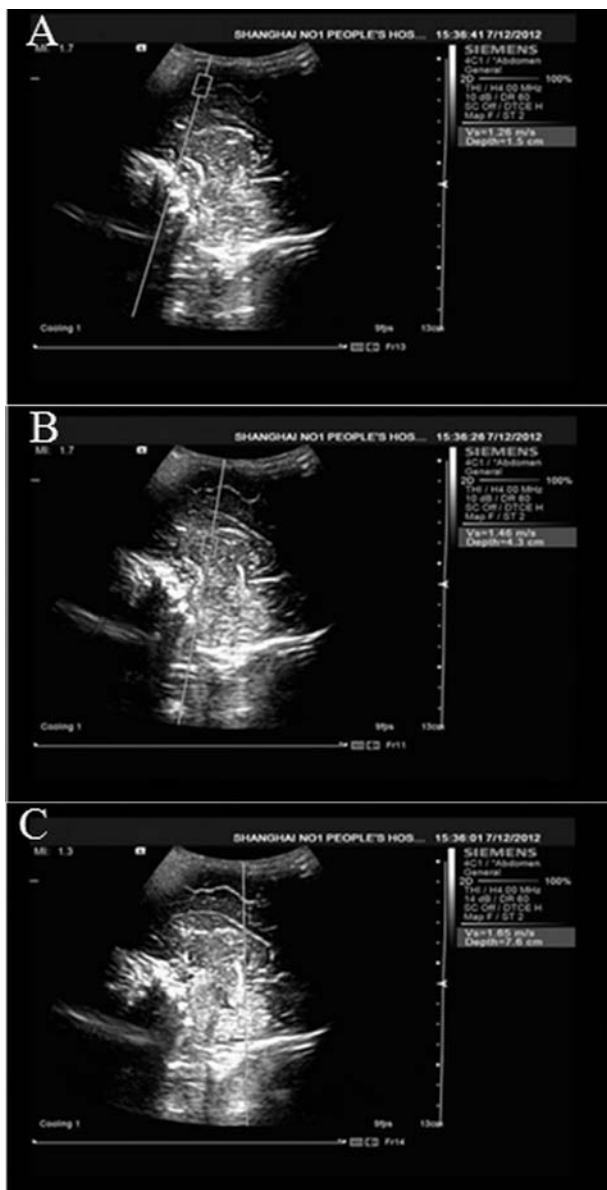 A
SHANGHAI NO1 PEOPLE'S HOS... 15:36:41 7/12/2012
MI: 1.7
SIEMENS
4C1 / *Abdomen
General
2D 100%
THI / H4.00 MHz
10 dB / DR 60
SC Off / DTCE H
Map F / ST 2
Vs=1.26 m/s
Depth=1.5 cm
Cooling 1 9fps 13cm
Fr13
B
SHANGHAI NO1 PEOPLE'S HOS... 15:36:26 7/12/2012
MI: 1.7
SIEMENS
4C1 / *Abdomen
General
2D 100%
THI / H4.00 MHz
10 dB / DR 60
SC Off / DTCE H
Map F / ST 2
Vs=1.46 m/s
Depth=4.3 cm
Cooling 1 9fps 13cm
Fr11
C
SHANGHAI NO1 PEOPLE'S HOS... 15:36:01 7/12/2012
MI: 1.3
SIEMENS
4C1 / *Abdomen
General
2D 100%
THI / H4.00 MHz
14 dB / DR 60
SC Off / DTCE H
Map F / ST 2
Vs=1.65 m/s
Depth=7.6 cm
Cooling 1 9fps 13cm
Fr14